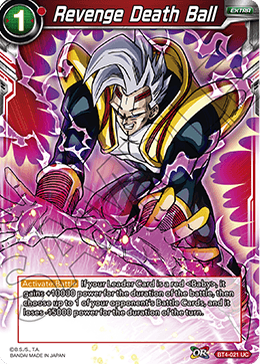 1 Revenge Death Ball EXTRA
Activate Battle If your Leader Card is a red <Baby>, it
gains +10000 power for the duration of the battle, then
choose up to 1 of your opponent's Battle Cards, and it
loses -15000 power for the duration of the turn.
©B.S./S., T.A.
BANDAI MADE IN JAPAN
BT4-021 UC